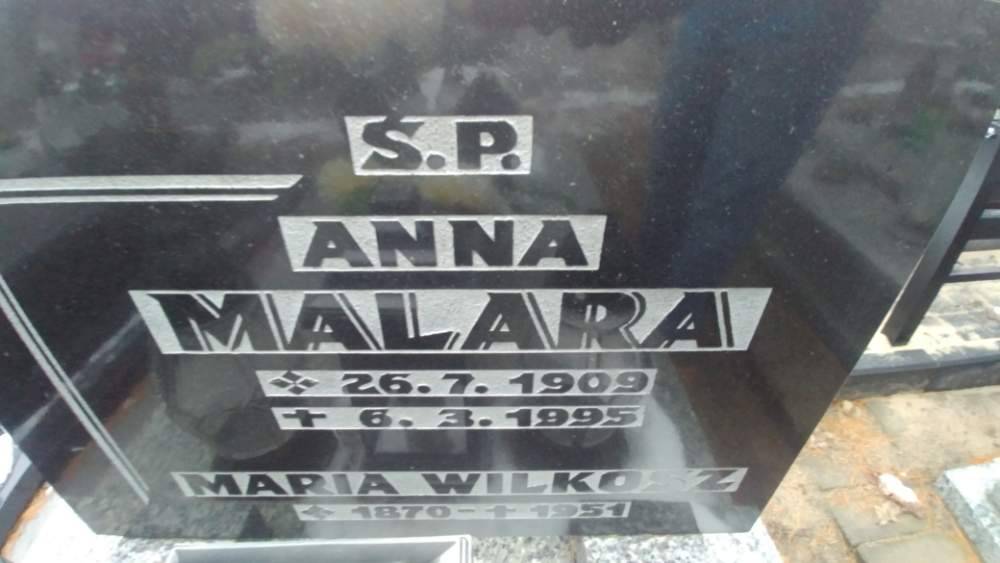 Ś.P.
ANNA
MALARA
26.7.1909
✝ 6.3.1995
MARIA WILKOSZ
1870-✝1951